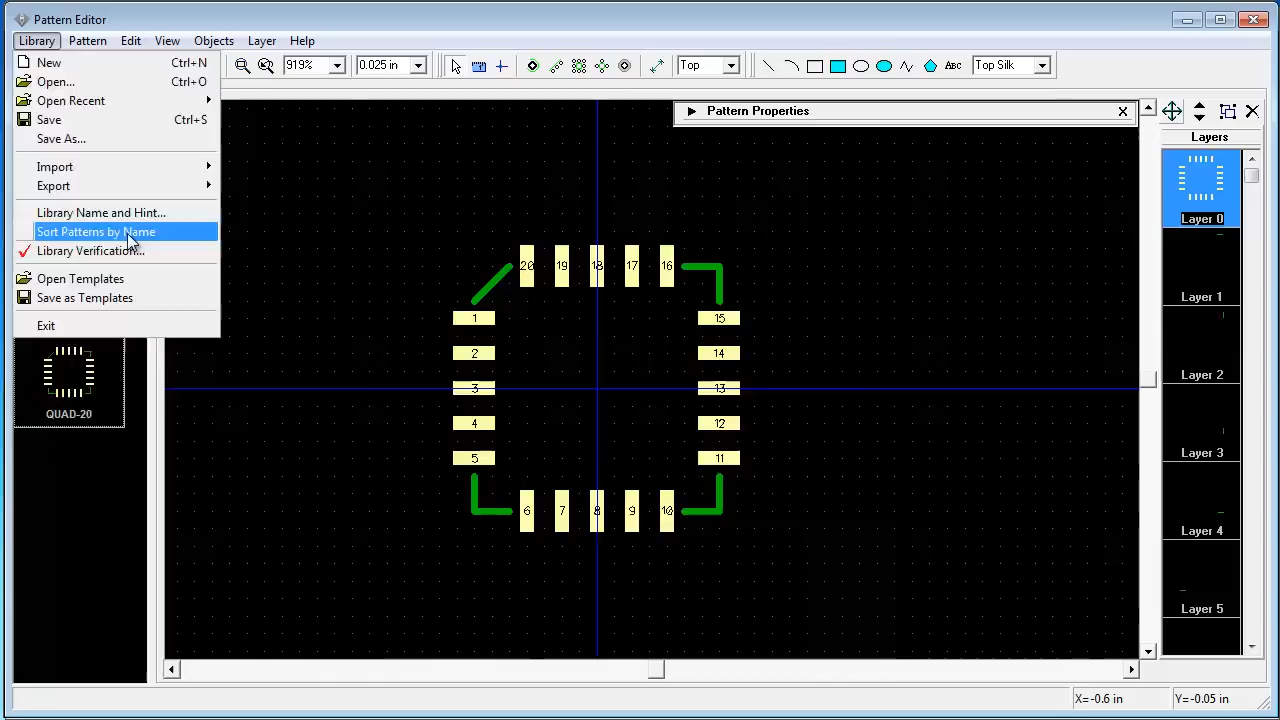 Pattern Editor
Library Pattern Edit View Objects Layer Help
919% 0.025 in Top ABC Top Silk
New Ctrl+N
Open... Ctrl+O
Open Recent
Save Ctrl+S
Save As...
Import
Export
Library Name and Hint...
Sort Patterns by Name
Library Verification...
Open Templates
Save as Templates
Exit
QUAD-20
Pattern Properties
20 19 18 17 16
1 15
2 14
3 13
4 12
5 11
6 7 8 9 10
Layers
Layer 0
Layer 1
Layer 2
Layer 3
Layer 4
Layer 5
X=-0.6 in Y=-0.05 in